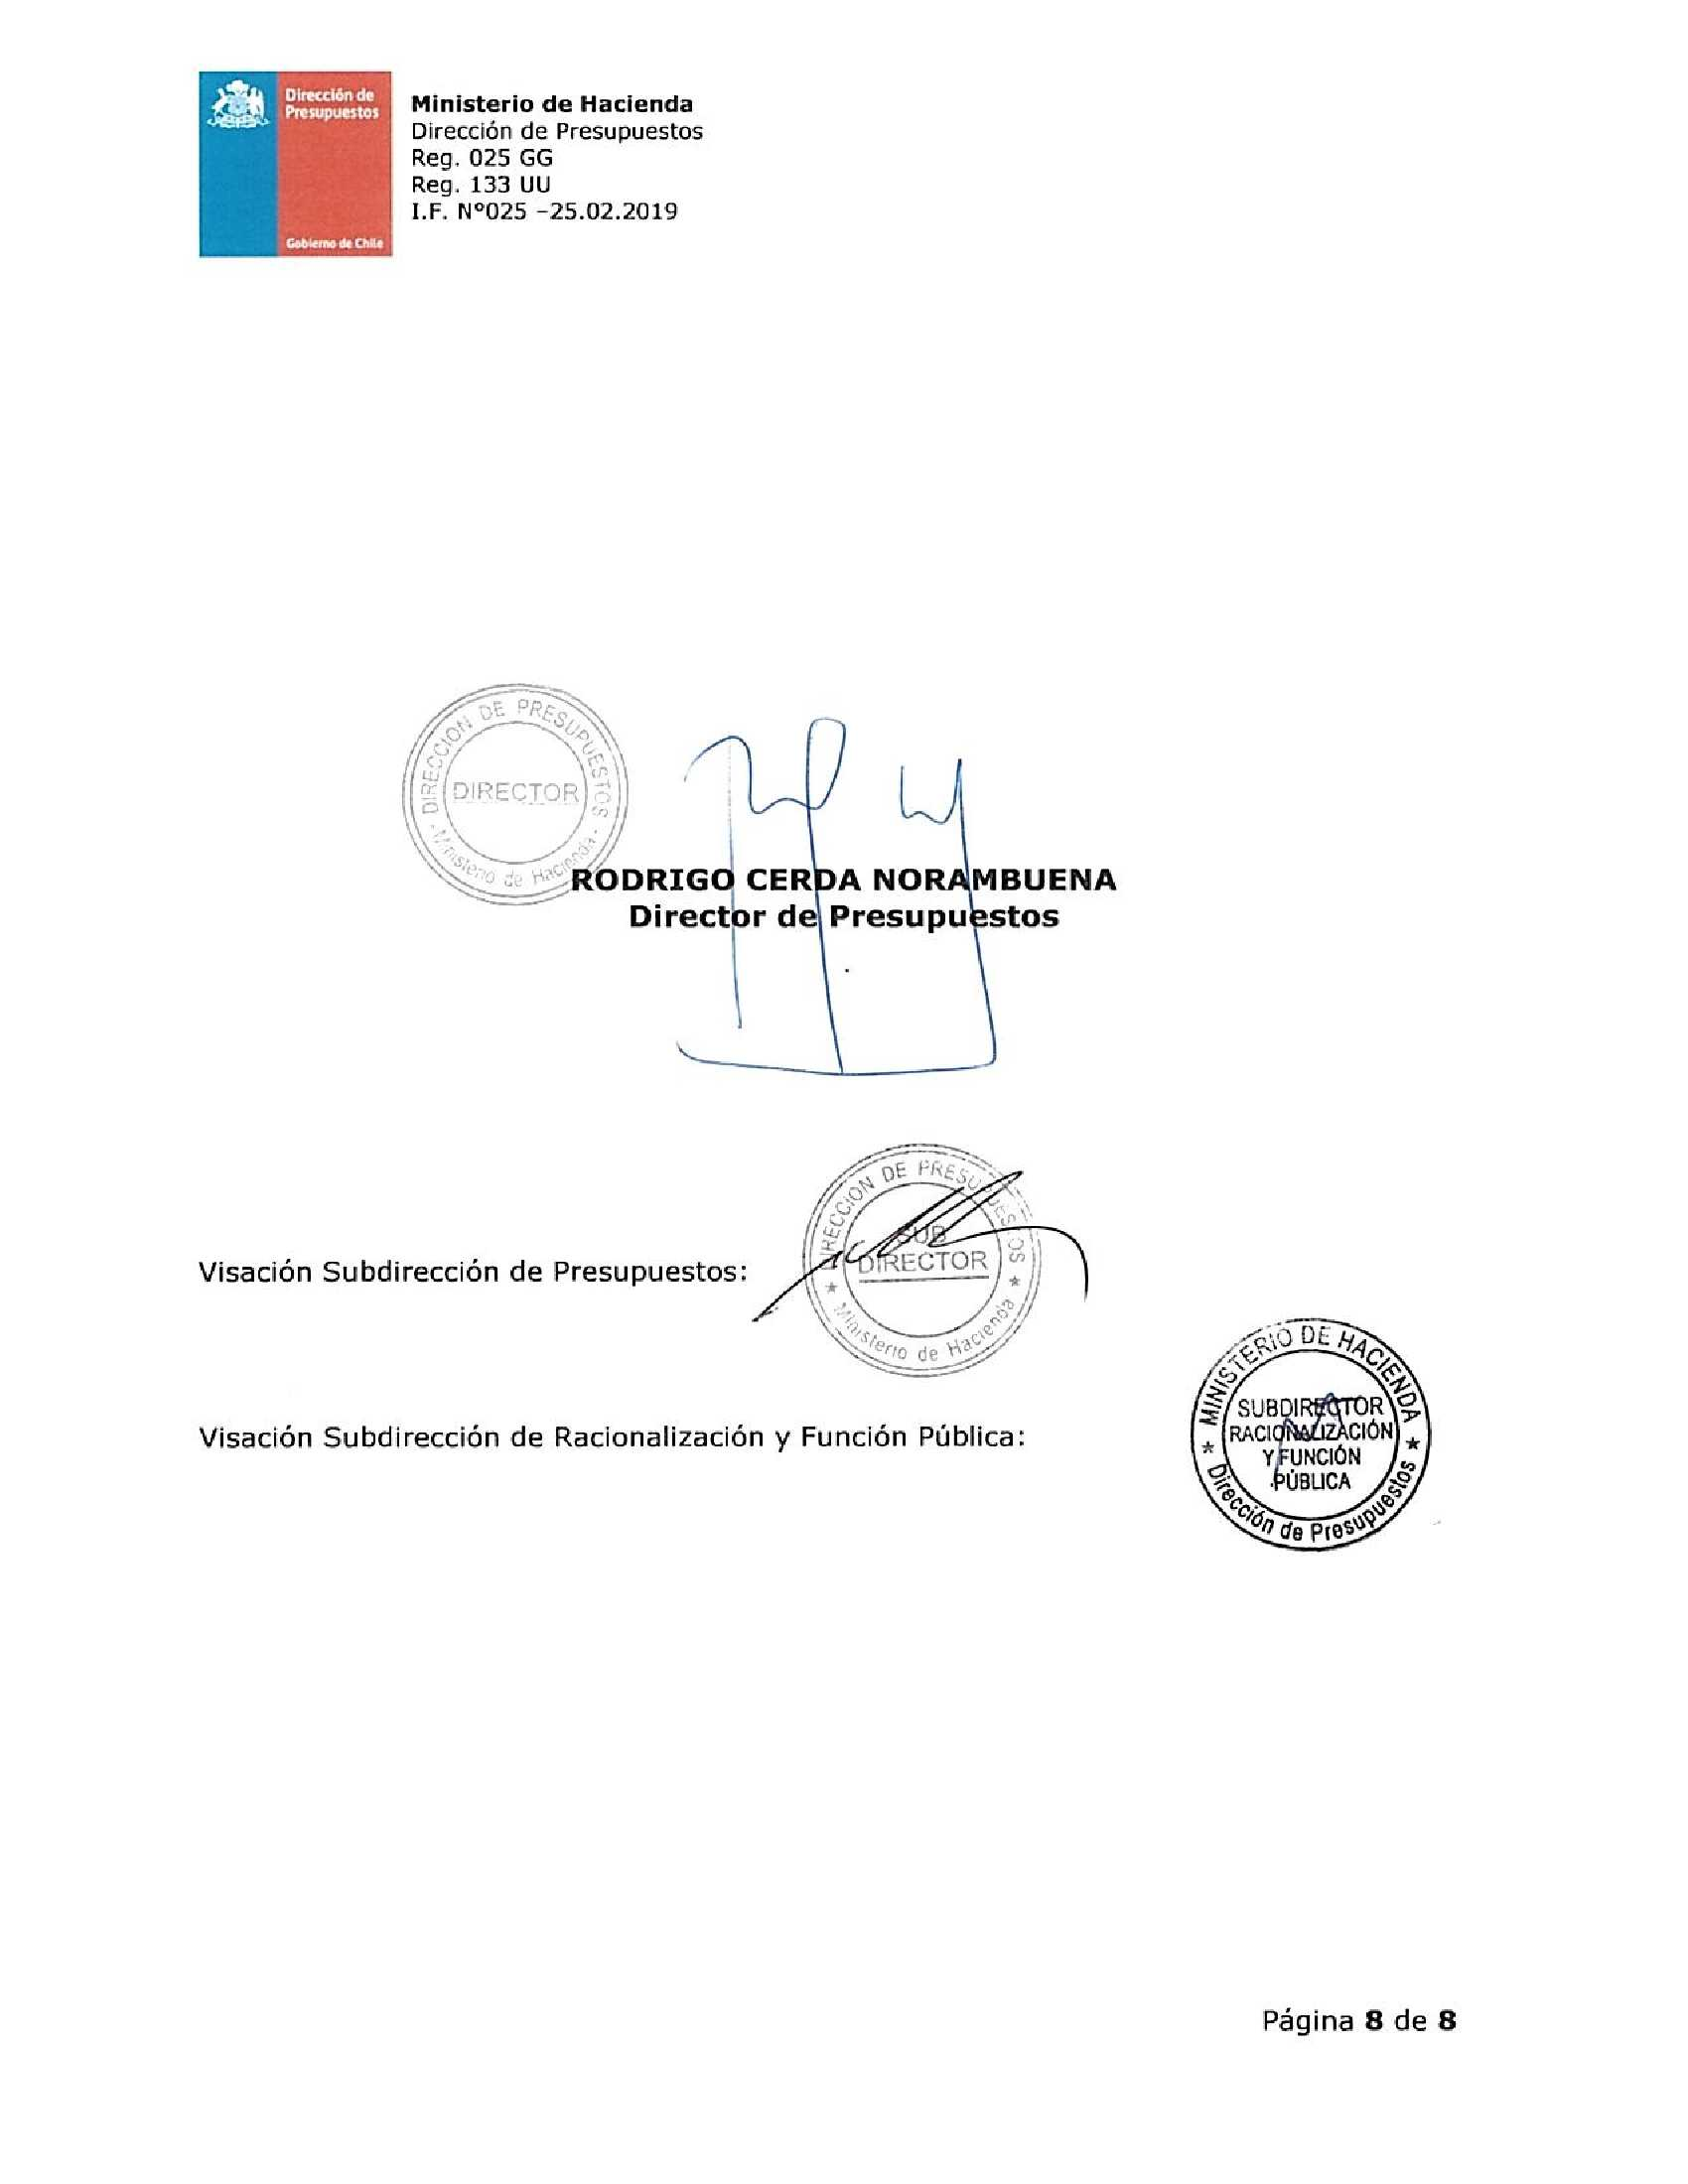 Dirección de
Presupuestos
Gobierno de Chile
Ministerio de Hacienda
Dirección de Presupuestos
Reg. 025 GG
Reg. 133 UU
I.F. N°025 –25.02.2019
DIRECCION DE PRESUPUESTOS
DIRECTOR
- Ministerio de Hacienda -
RODRIGO CERDA NORAMBUENA
Director de Presupuestos
DIRECCION DE PRESUPUESTOS
SUB
DIRECTOR
* Ministerio de Hacienda *
Visación Subdirección de Presupuestos:
MINISTERIO DE HACIENDA
SUBDIRECTOR
RACIONALIZACIÓN
Y FUNCIÓN
PÚBLICA
* Dirección de Presupuestos *
Visación Subdirección de Racionalización y Función Pública:
Página 8 de 8